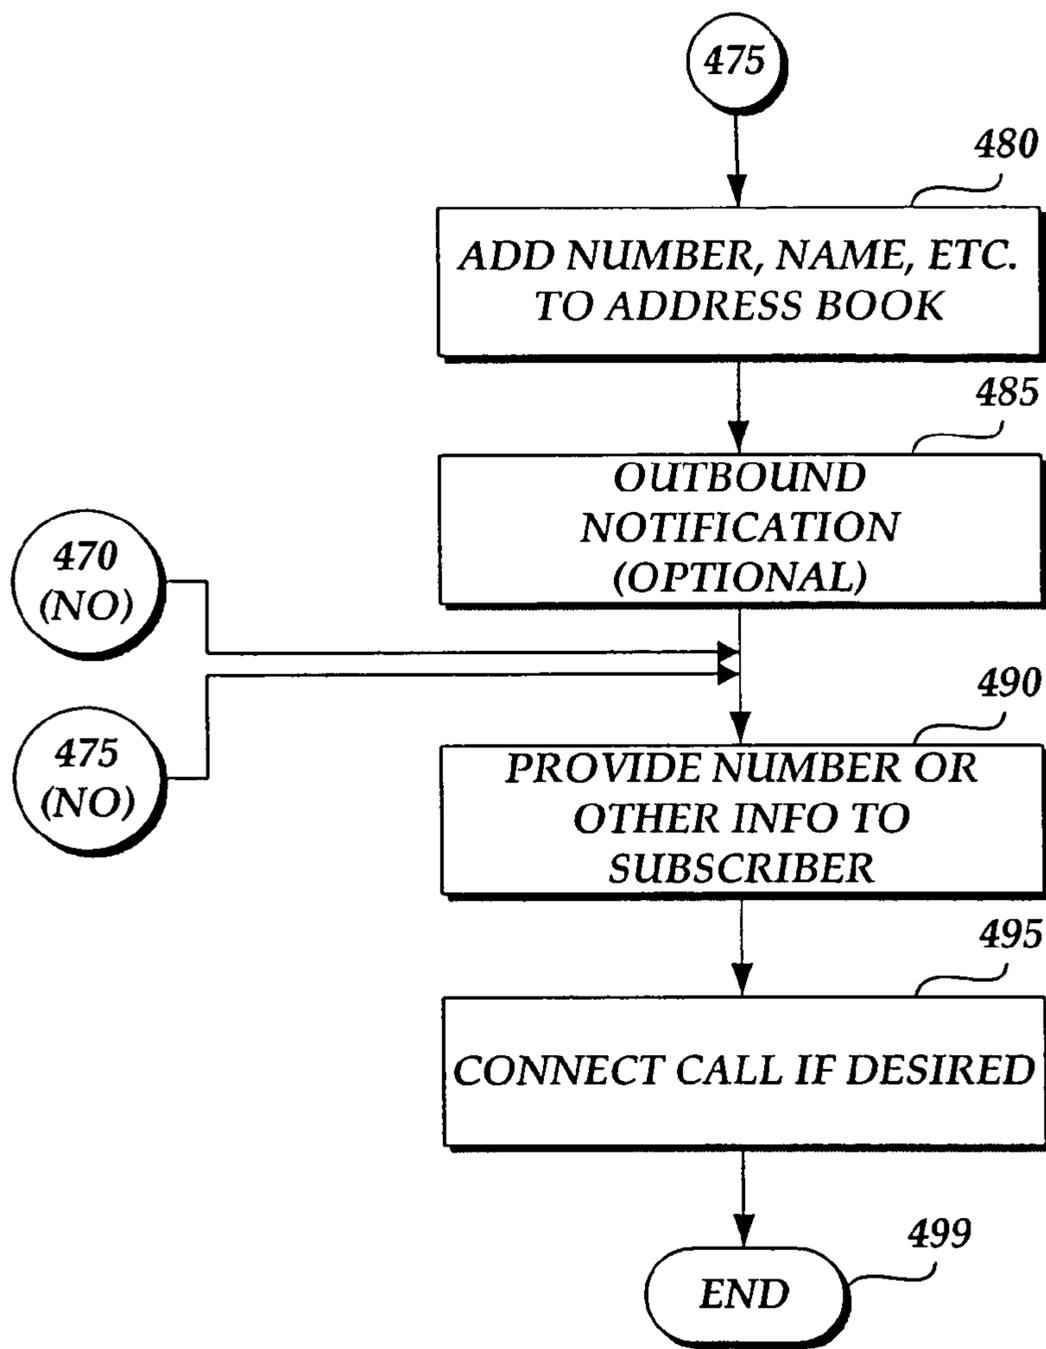 475
480
ADD NUMBER, NAME, ETC.
TO ADDRESS BOOK
485
OUTBOUND
NOTIFICATION
(OPTIONAL)
470
(NO)
475
(NO)
490
PROVIDE NUMBER OR
OTHER INFO TO
SUBSCRIBER
495
CONNECT CALL IF DESIRED
499
END